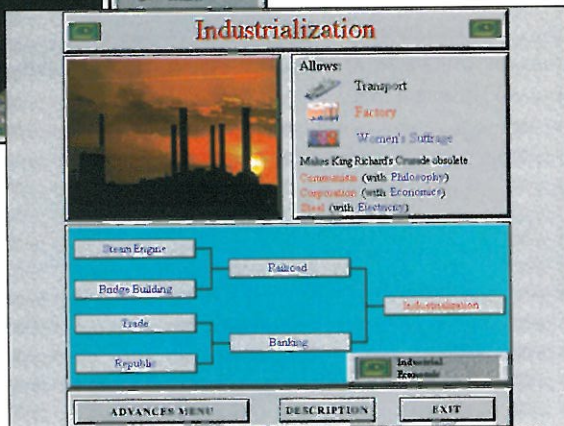 Industrialization
Allows:
Transport
Factory
Women's Suffrage
Makes King Richard's Crusade obsolete
Communism (with Philosophy)
Corporation (with Economics)
Steel (with Electricity)
Steam Engine
Railroad
Bridge Building
Industrialization
Trade
Banking
Republic
Industrial
Economic
ADVANCES MENU
DESCRIPTION
EXIT